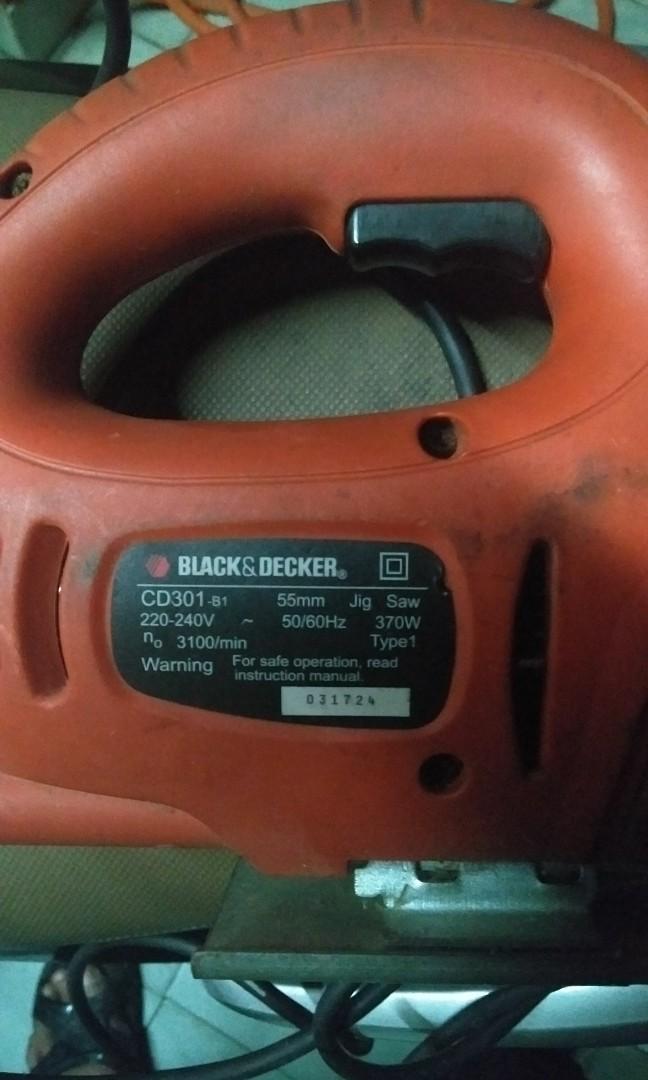 BLACK&DECKER®
CD301-B1 55mm Jig Saw
220-240V ~ 50/60Hz 370W
no 3100/min Type1
Warning For safe operation, read
instruction manual.
031724